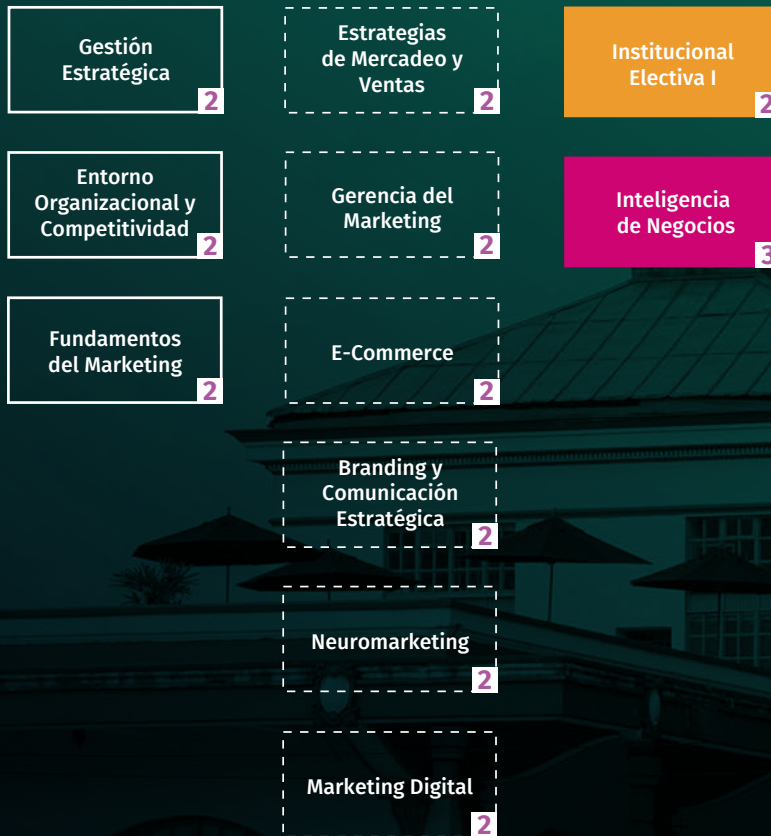 Gestión
Estratégica
2
Entorno
Organizacional y
Competitividad
2
Fundamentos
del Marketing
2
Estrategias
de Mercadeo y
Ventas
2
Gerencia del
Marketing
2
E-Commerce
2
Branding y
Comunicación
Estratégica
2
Neuromarketing
2
Marketing Digital
2
Institucional
Electiva I
2
Inteligencia
de Negocios
3